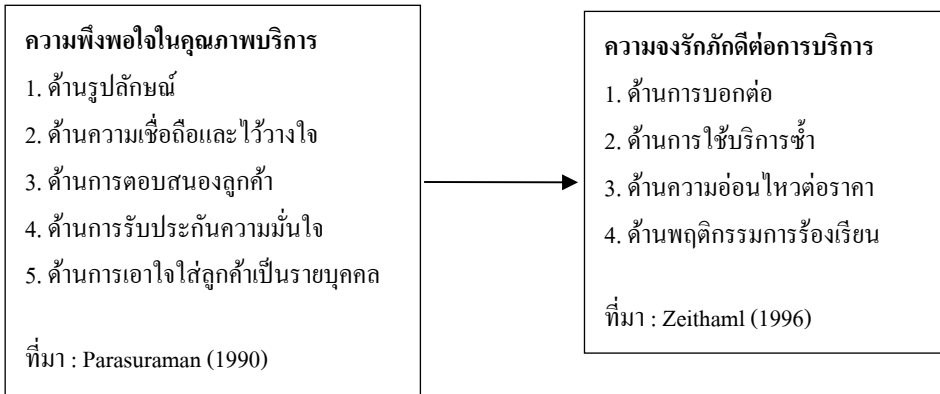 ความพึงพอใจในคุณภาพบริการ
1. ด้านรูปลักษณ์
2. ด้านความเชื่อถือและไว้วางใจ
3. ด้านการตอบสนองลูกค้า
4. ด้านการรับประกันความมั่นใจ
5. ด้านการเอาใจใส่ลูกค้าเป็นรายบุคคล
ที่มา : Parasuraman (1990)
ความจงรักภักดีต่อการบริการ
1. ด้านการบอกต่อ
2. ด้านการใช้บริการซ้ำ
3. ด้านความอ่อนไหวต่อราคา
4. ด้านพฤติกรรมการร้องเรียน
ที่มา : Zeithaml (1996)